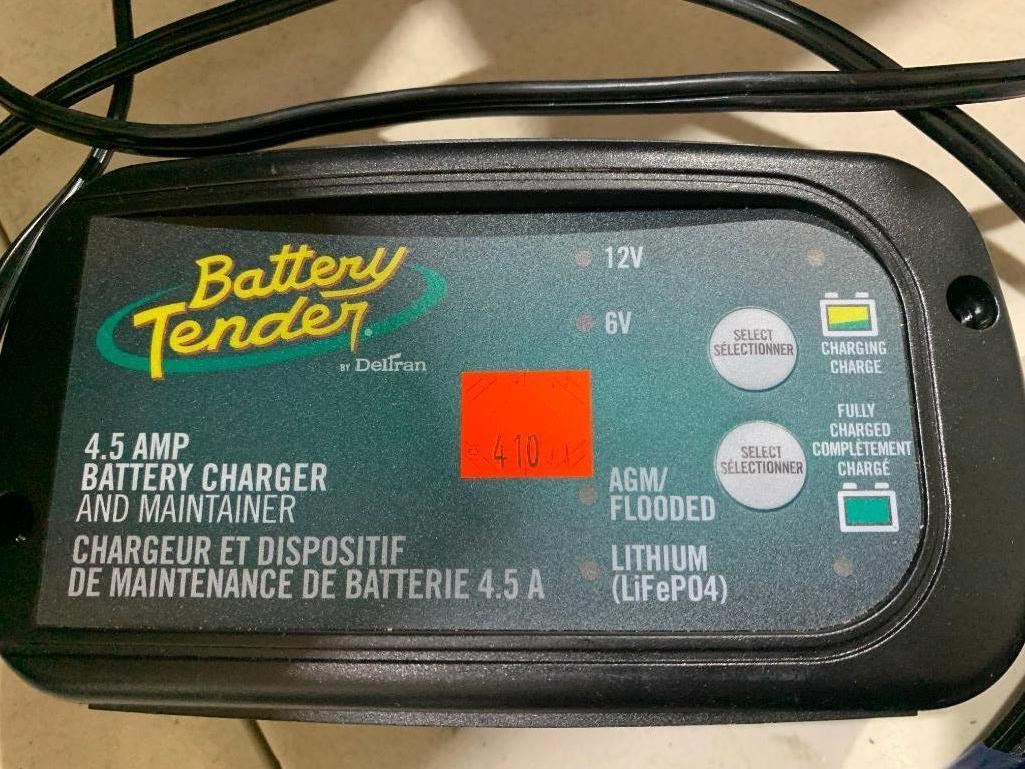 Battery
Tender®
BY Deltran
4.5 AMP
BATTERY CHARGER
AND MAINTAINER
CHARGEUR ET DISPOSITIF
DE MAINTENANCE DE BATTERIE 4.5 A
410
12V
6V
AGM/
FLOODED
LITHIUM
(LiFePO4)
SELECT
SÉLECTIONNER
SELECT
SÉLECTIONNER
CHARGING
CHARGE
FULLY
CHARGED
COMPLÈTEMENT
CHARGÉ